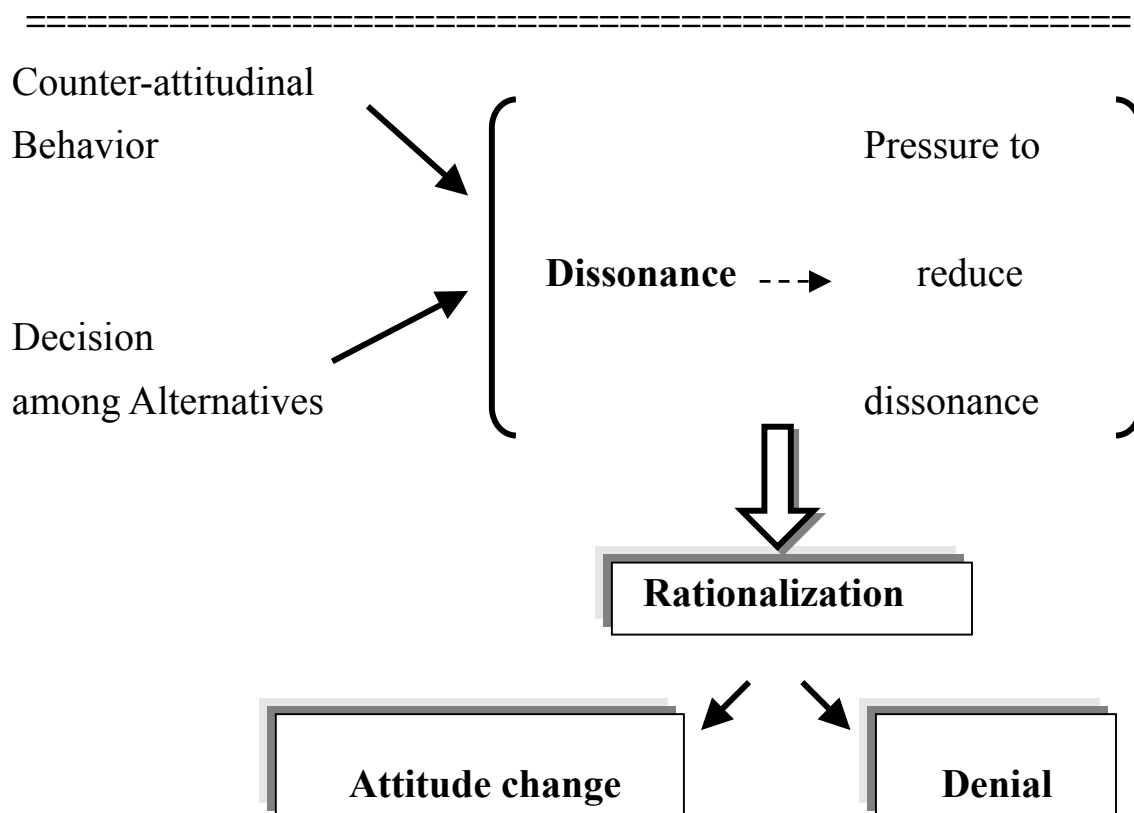 Counter-attitudinal
Behavior
Pressure to
Dissonance
reduce
Decision
among Alternatives
dissonance
Rationalization
Attitude change
Denial